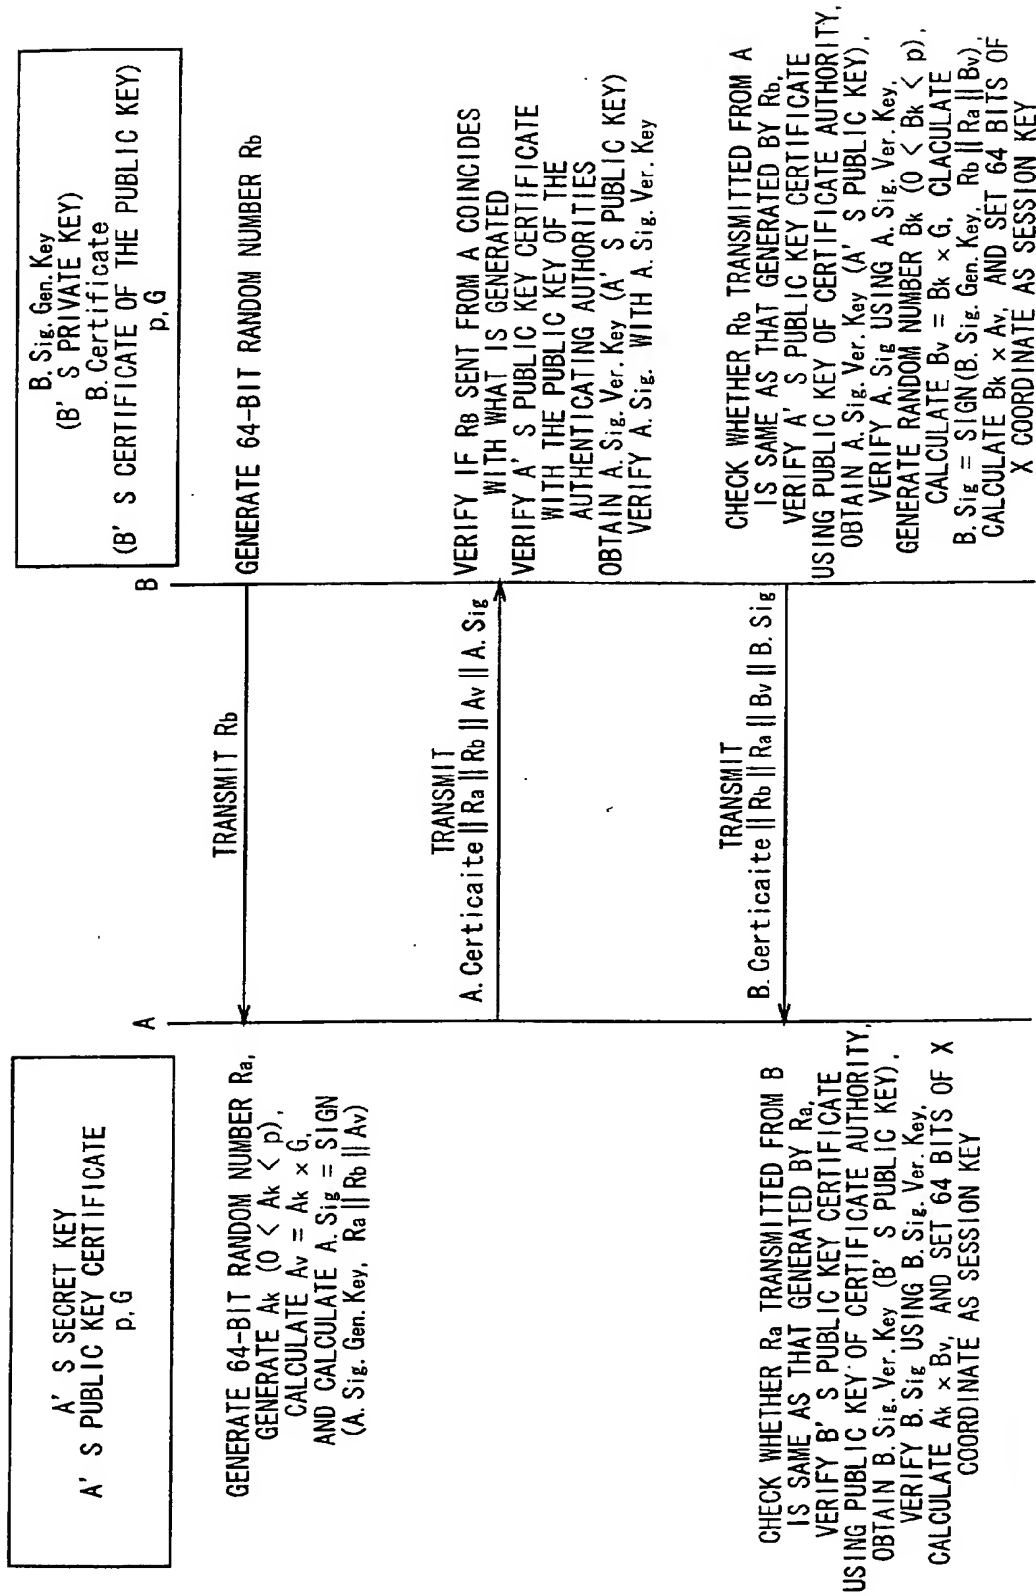 A' S SECRET KEY
A' S PUBLIC KEY CERTIFICATE
p, G
B. Sig. Gen. Key
(B' S PRIVATE KEY)
B. Certificate
(B' S CERTIFICATE OF THE PUBLIC KEY)
p, G
A
B
GENERATE 64-BIT RANDOM NUMBER Rb
TRANSMIT Rb
GENERATE 64-BIT RANDOM NUMBER Ra,
GENERATE Ak (0 < Ak < p),
CALCULATE Av = Ak × G,
AND CALCULATE A. Sig = SIGN
(A. Sig. Gen. Key, Ra || Rb || Av)
TRANSMIT
A. Certicaite || Ra || Rb || Av || A. Sig
VERIFY IF RB SENT FROM A COINCIDES
WITH WHAT IS GENERATED
VERIFY A' S PUBLIC KEY CERTIFICATE
WITH THE PUBLIC KEY OF THE
AUTHENTICATING AUTHORITIES
OBTAIN A. Sig. Ver. Key (A' S PUBLIC KEY)
VERIFY A. Sig. WITH A. Sig. Ver. Key
TRANSMIT
B. Certicaite || Rb || Ra || Bv || B. Sig
CHECK WHETHER Rb TRANSMITTED FROM A
IS SAME AS THAT GENERATED BY Rb,
VERIFY A' S PUBLIC KEY CERTIFICATE
USING PUBLIC KEY OF CERTIFICATE AUTHORITY,
OBTAIN A. Sig. Ver. Key (A' S PUBLIC KEY),
VERIFY A. Sig USING A. Sig. Ver. Key,
GENERATE RANDOM NUMBER Bk (0 < Bk < p),
CALCULATE Bv = Bk × G, CLACULATE
B. Sig = SIGN (B. Sig. Gen. Key, Rb || Ra || Bv),
CALCULATE Bk × Av, AND SET 64 BITS OF
X COORDINATE AS SESSION KEY
CHECK WHETHER Ra TRANSMITTED FROM B
IS SAME AS THAT GENERATED BY Ra,
VERIFY B' S PUBLIC KEY CERTIFICATE
USING PUBLIC KEY OF CERTIFICATE AUTHORITY,
OBTAIN B. Sig. Ver. Key (B' S PUBLIC KEY),
VERIFY B. Sig USING B. Sig. Ver. Key,
CALCULATE Ak × Bv, AND SET 64 BITS OF X
COORDINATE AS SESSION KEY